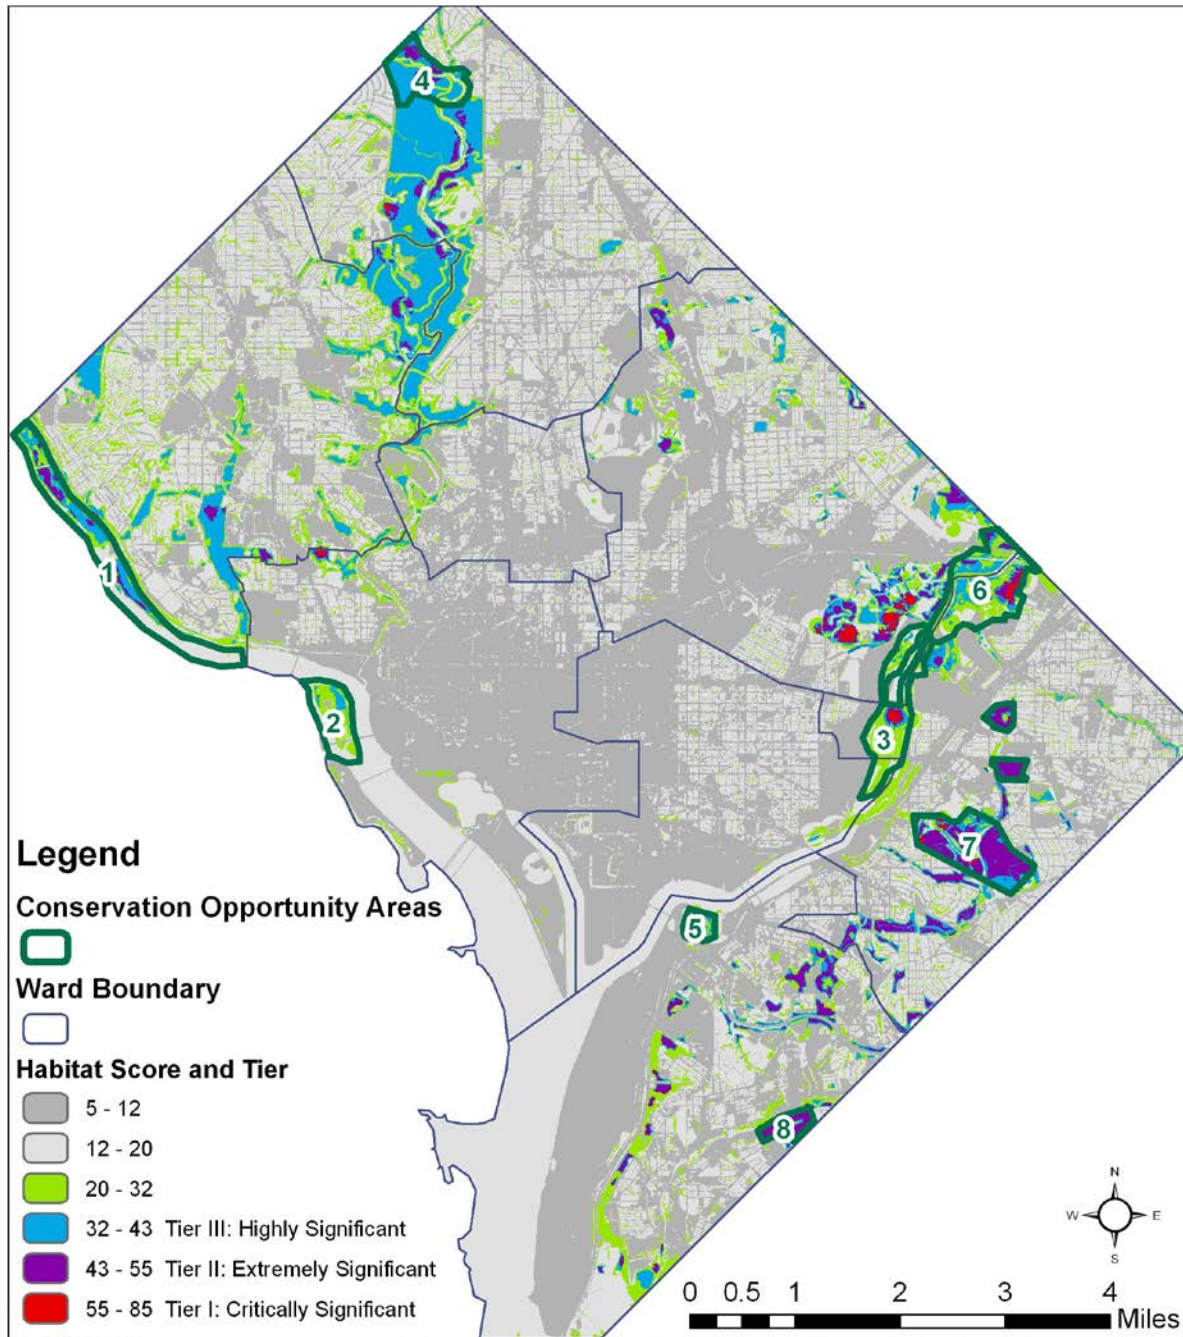 4
1
6
2
3
7
5
8
Legend
Conservation Opportunity Areas
Ward Boundary
Habitat Score and Tier
5 - 12
12 - 20
20 - 32
32 - 43 Tier III: Highly Significant
43 - 55 Tier II: Extremely Significant
55 - 85 Tier I: Critically Significant
N
W E
S
0 0.5 1 2 3 4
Miles